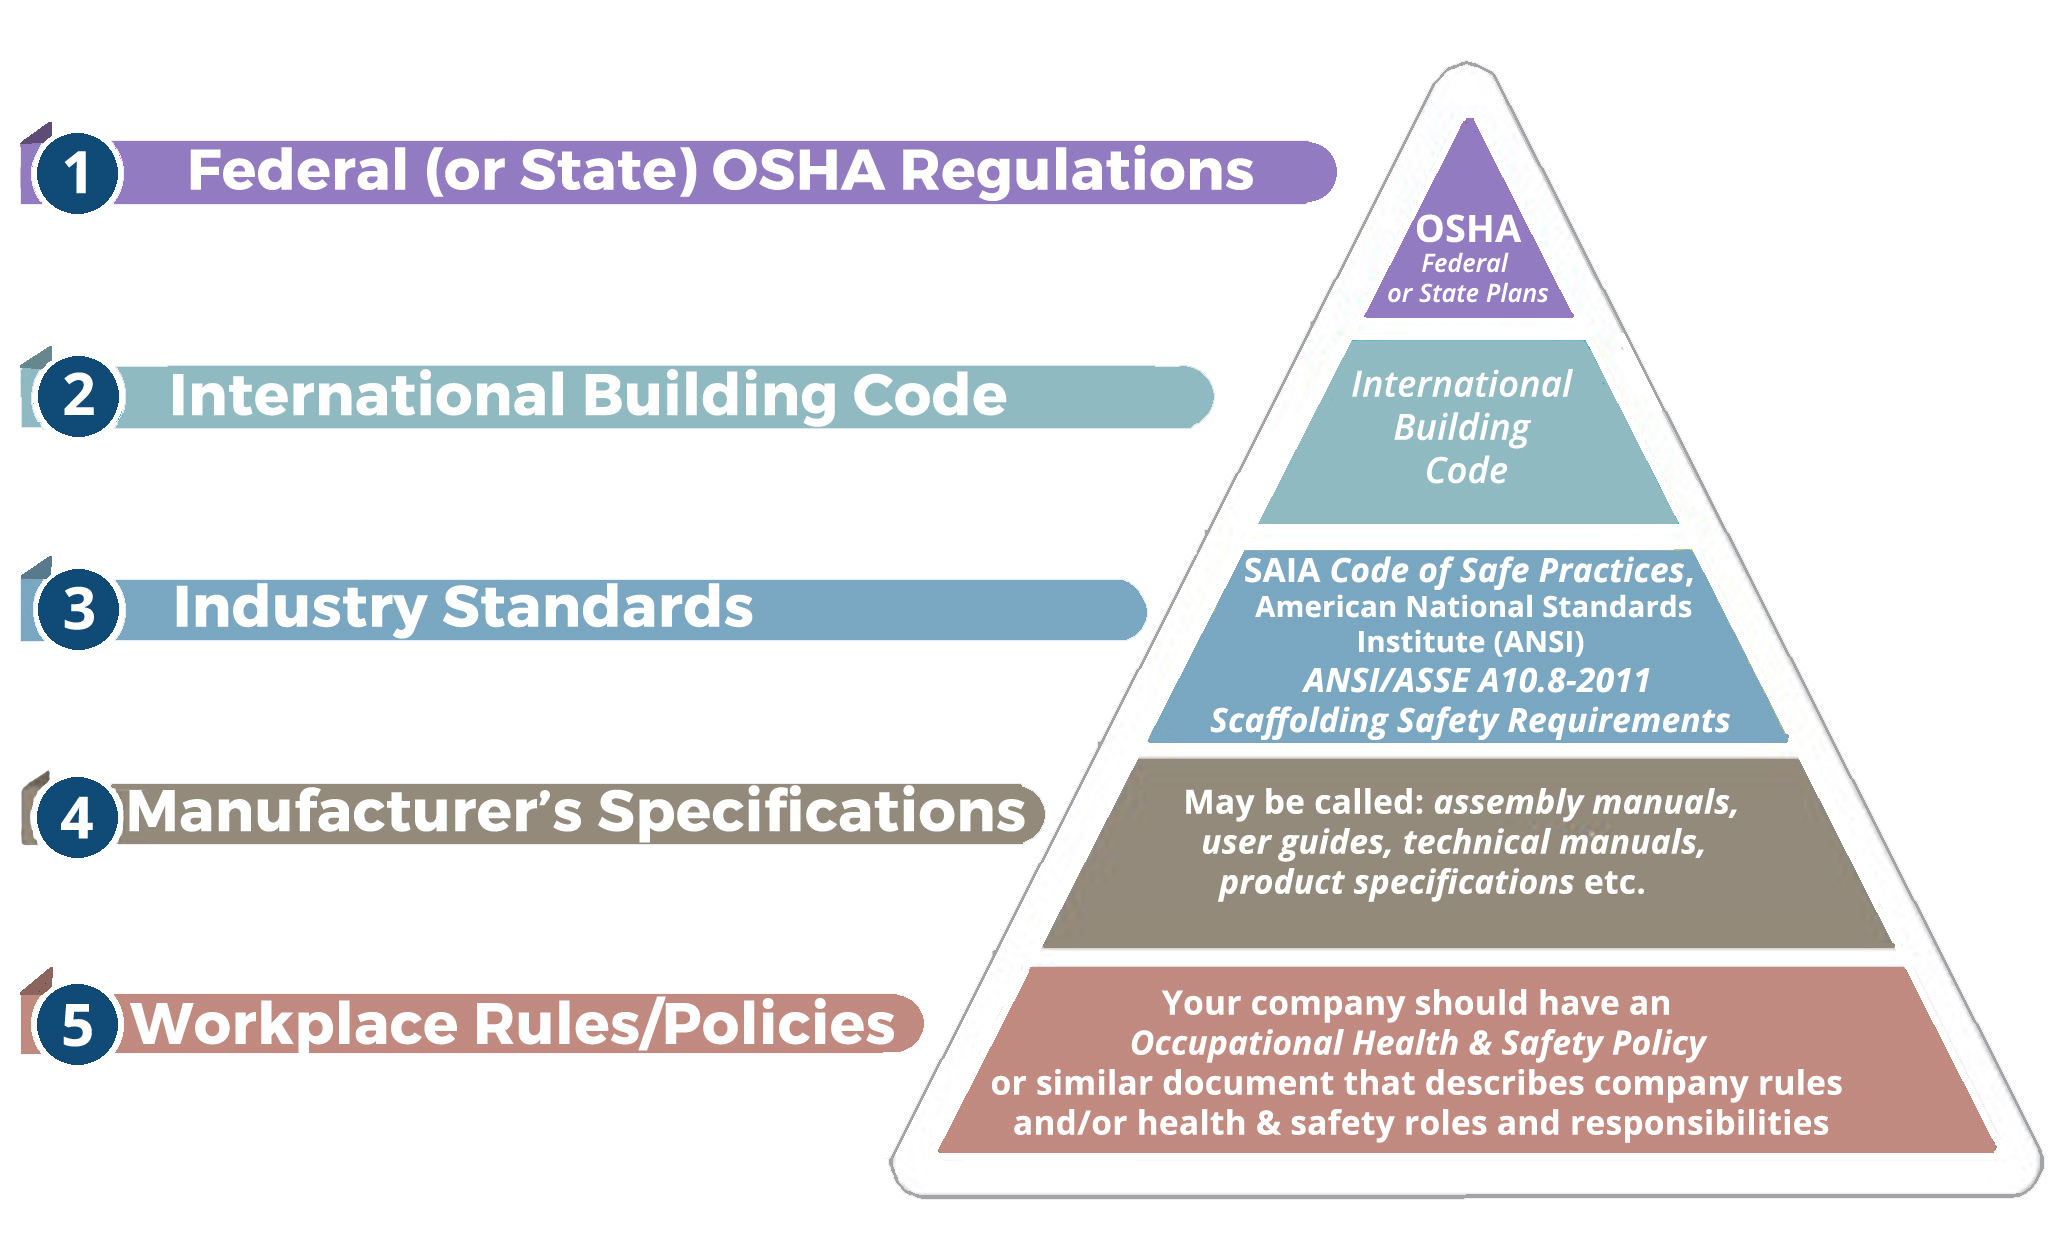 1
Federal (or State) OSHA Regulations
OSHA
Federal
or State Plans
2
International Building Code
International
Building
Code
3
Industry Standards
SAIA Code of Safe Practices,
American National Standards
Institute (ANSI)
ANSI/ASSE A10.8-2011
Scaffolding Safety Requirements
4
Manufacturer’s Specifications
May be called: assembly manuals,
user guides, technical manuals,
product specifications etc.
5
Workplace Rules/Policies
Your company should have an
Occupational Health & Safety Policy
or similar document that describes company rules
and/or health & safety roles and responsibilities